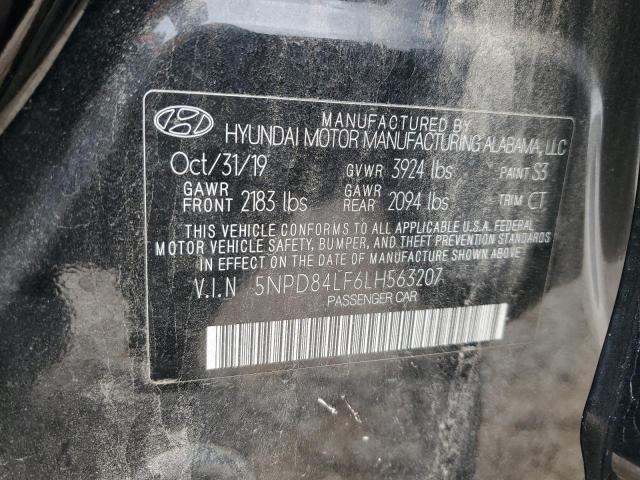 MANUFACTURED BY
HYUNDAI MOTOR MANUFACTURING ALABAMA, LLC
Oct/31/19 GVWR 3924 lbs PAINT S3
GAWR FRONT 2183 lbs GAWR REAR 2094 lbs TRIM CT
THIS VEHICLE CONFORMS TO ALL APPLICABLE U.S.A. FEDERAL
MOTOR VEHICLE SAFETY, BUMPER, AND THEFT PREVENTION STANDARDS
IN EFFECT ON THE DATE OF MANUFACTURE SHOWN ABOVE.
V.I.N 5NPD84LF6LH563207
PASSENGER CAR